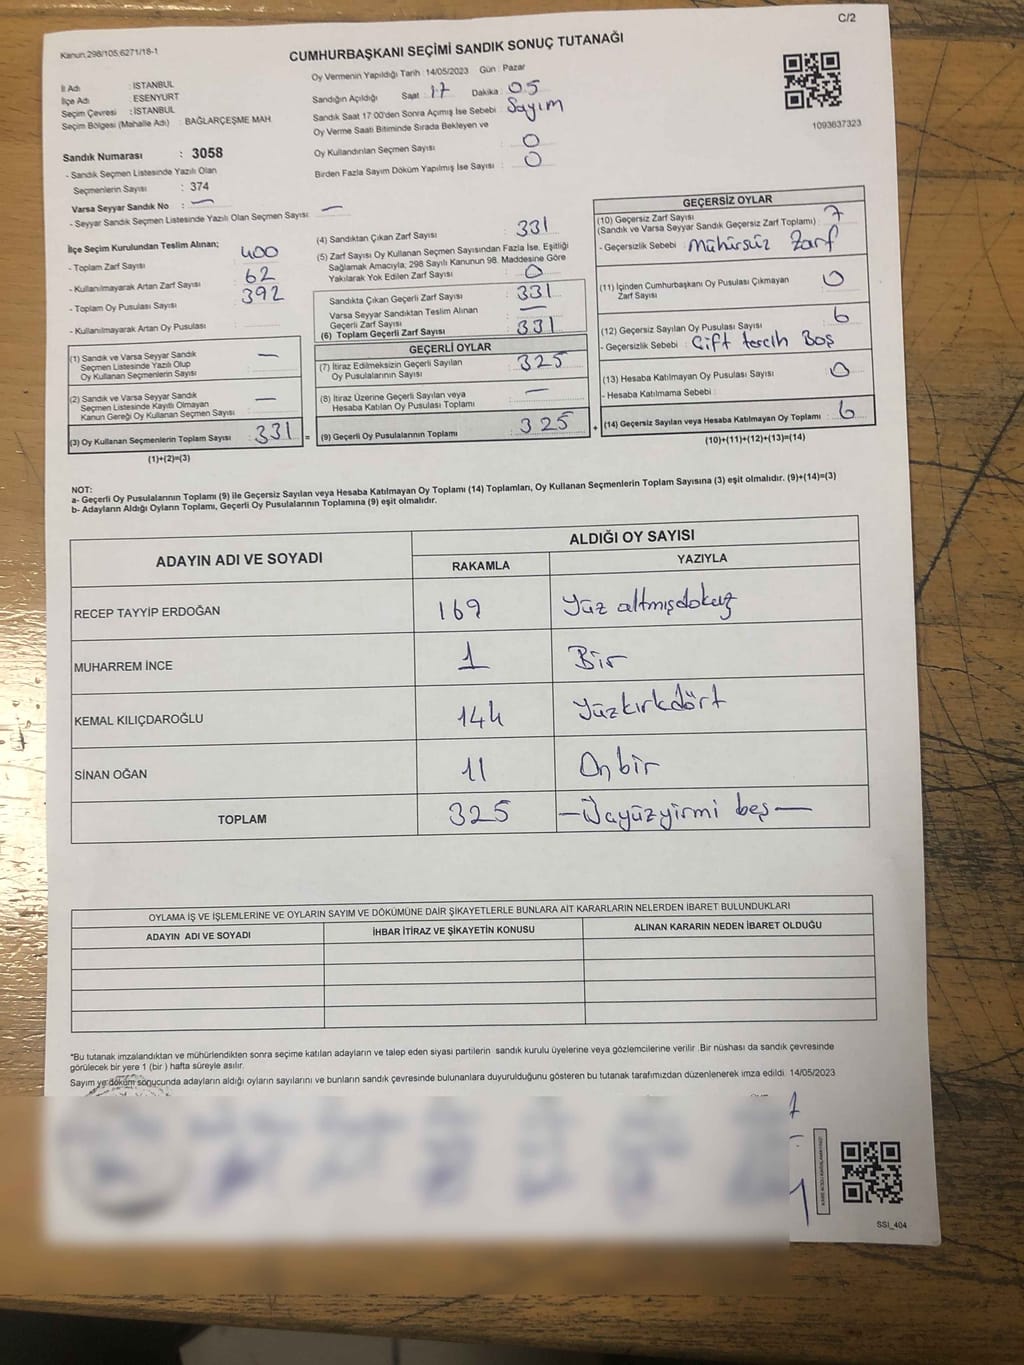 C/2
Kanun,298/105,6271/18-1
CUMHURBAŞKANI SEÇİMİ SANDIK SONUÇ TUTANAĞI
İl Adı : ISTANBUL
İlçe Adı : ESENYURT
Seçim Çevresi : İSTANBUL
Seçim Bölgesi (Mahalle Adı) : BAĞLARÇEŞME MAH.
Oy Vermenin Yapıldığı Tarih : 14/05/2023 Gün : Pazar
Sandığın Açıldığı Saat : 17 Dakika : 05
Sandık Saat 17:00'den Sonra Açımış İse Sebebi : Sayım
Oy Verme Saati Bitiminde Sırada Bekleyen ve
Oy Kullandırılan Seçmen Sayısı : 0
Birden Fazla Sayım Döküm Yapılmış İse Sayısı : 0
1093637323
Sandık Numarası : 3058
- Sandık Seçmen Listesinde Yazılı Olan
Seçmenlerin Sayısı : 374
Varsa Seyyar Sandık No : —
- Seyyar Sandık Seçmen Listesinde Yazılı Olan Seçmen Sayısı: —
İlçe Seçim Kurulundan Teslim Alınan;
- Toplam Zarf Sayısı : 400
- Kullanılmayarak Artan Zarf Sayısı : 62
- Toplam Oy Pusulası Sayısı : 392
- Kullanılmayarak Artan Oy Pusulası :
(1) Sandık ve Varsa Seyyar Sandık
Seçmen Listesinde Yazılı Olup
Oy Kullanan Seçmenlerin Sayısı : —
(2) Sandık ve Varsa Seyyar Sandık
Seçmen Listesinde Kayıtlı Olmayan
Kanun Gereği Oy Kullanan Seçmen Sayısı : —
(3) Oy Kullanan Seçmenlerin Toplam Sayısı : 331 =
(1)+(2)=(3)
(4) Sandıktan Çıkan Zarf Sayısı : 331
(5) Zarf Sayısı Oy Kullanan Seçmen Sayısından Fazla İse, Eşitliği
Sağlamak Amacıyla; 298 Sayılı Kanunun 98. Maddesine Göre
Yakılarak Yok Edilen Zarf Sayısı : 0
Sandıkta Çıkan Geçerli Zarf Sayısı : 331
Varsa Seyyar Sandıktan Teslim Alınan
Geçerli Zarf Sayısı : —
(6) Toplam Geçerli Zarf Sayısı : 331
GEÇERLİ OYLAR
(7) İtiraz Edilmeksizin Geçerli Sayılan
Oy Pusulalarının Sayısı : 325
(8) İtiraz Üzerine Geçerli Sayılan veya
Hesaba Katılan Oy Pusulası Toplamı : —
(9) Geçerli Oy Pusulalarının Toplamı : 325 +
GEÇERSİZ OYLAR
(10) Geçersiz Zarf Sayısı : 7
(Sandık ve Varsa Seyyar Sandık Geçersiz Zarf Toplamı)
- Geçersizlik Sebebi : Mühürsüz Zarf
(11) İçinden Cumhurbaşkanı Oy Pusulası Çıkmayan
Zarf Sayısı : 0
(12) Geçersiz Sayılan Oy Pusulası Sayısı : 6
- Geçersizlik Sebebi : Çift tercih Boş
(13) Hesaba Katılmayan Oy Pusulası Sayısı : 0
- Hesaba Katılmama Sebebi :
(14) Geçersiz Sayılan veya Hesaba Katılmayan Oy Toplamı : 6
(10)+(11)+(12)+(13)=(14)
NOT:
a- Geçerli Oy Pusulalarının Toplamı (9) ile Geçersiz Sayılan veya Hesaba Katılmayan Oy Toplamı (14) Toplamları, Oy Kullanan Seçmenlerin Toplam Sayısına (3) eşit olmalıdır. (9)+(14)=(3)
b- Adayların Aldığı Oyların Toplamı, Geçerli Oy Pusulalarının Toplamına (9) eşit olmalıdır.
ADAYIN ADI VE SOYADI ALDIĞI OY SAYISI
RAKAMLA YAZIYLA
RECEP TAYYİP ERDOĞAN 169 Yüz altmışdokuz
MUHARREM İNCE 1 Bir
KEMAL KILIÇDAROĞLU 144 Yüzkırkdört
SİNAN OĞAN 11 On bir
TOPLAM 325 —Üçyüzyirmi beş—
OYLAMA İŞ VE İŞLEMLERİNE VE OYLARIN SAYIM VE DÖKÜMÜNE DAİR ŞİKAYETLERLE BUNLARA AİT KARARLARIN NELERDEN İBARET BULUNDUKLARI
ADAYIN ADI VE SOYADI İHBAR İTİRAZ VE ŞİKAYETİN KONUSU ALINAN KARARIN NEDEN İBARET OLDUĞU
*Bu tutanak imzalandıktan ve mühürlendikten sonra seçime katılan adayların ve talep eden siyasi partilerin sandık kurulu üyelerine veya gözlemcilerine verilir .Bir nüshası da sandık çevresinde
görülecek bir yere 1 (bir ) hafta süreyle asılır.
Sayım ve döküm sonucunda adayların aldığı oyların sayılarını ve bunların sandık çevresinde bulunanlara duyurulduğunu gösteren bu tutanak tarafımızdan düzenlenerek imza edildi. 14/05/2023
SSI_404